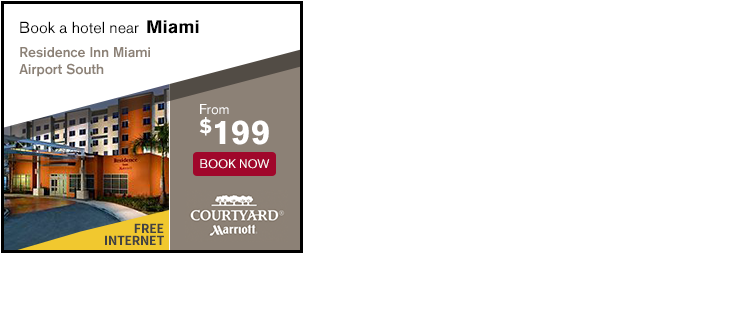 Book a hotel near Miami
Residence Inn Miami
Airport South
From
$199
BOOK NOW
Residence
Inn
Marriott
FREE
INTERNET
COURTYARD®
Marriott